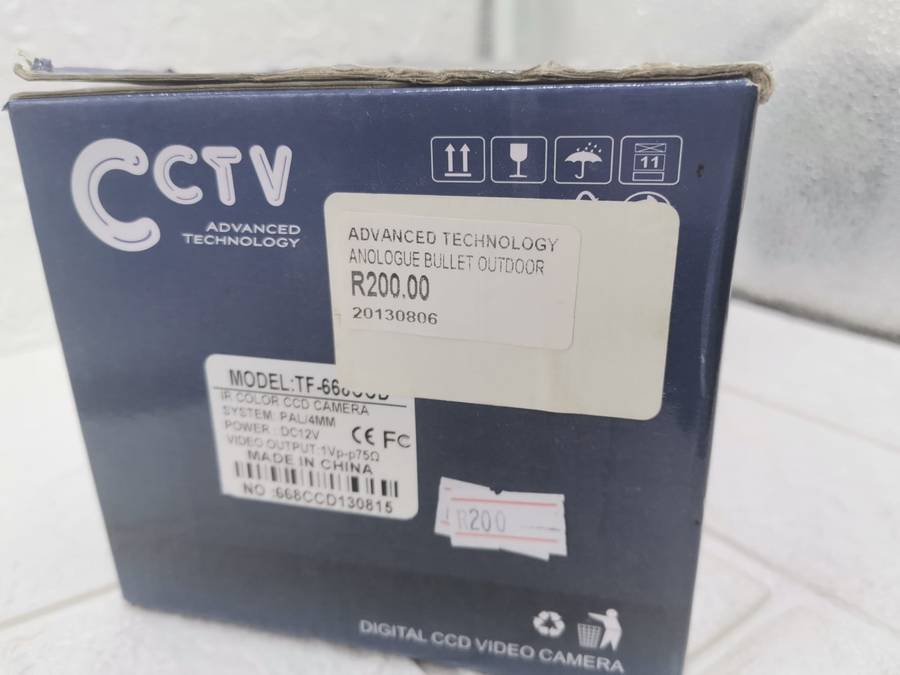 CCTV
ADVANCED
TECHNOLOGY
11
ADVANCED TECHNOLOGY
ANOLOGUE BULLET OUTDOOR
R200.00
20130806
MODEL:TF-668CCD
IR COLOR CCD CAMERA
SYSTEM: PAL/4MM
POWER : DC12V
CE FC
VIDEO OUTPUT:1Vp-p75Ω
MADE IN CHINA
NO :668CCD130815
R200
DIGITAL CCD VIDEO CAMERA